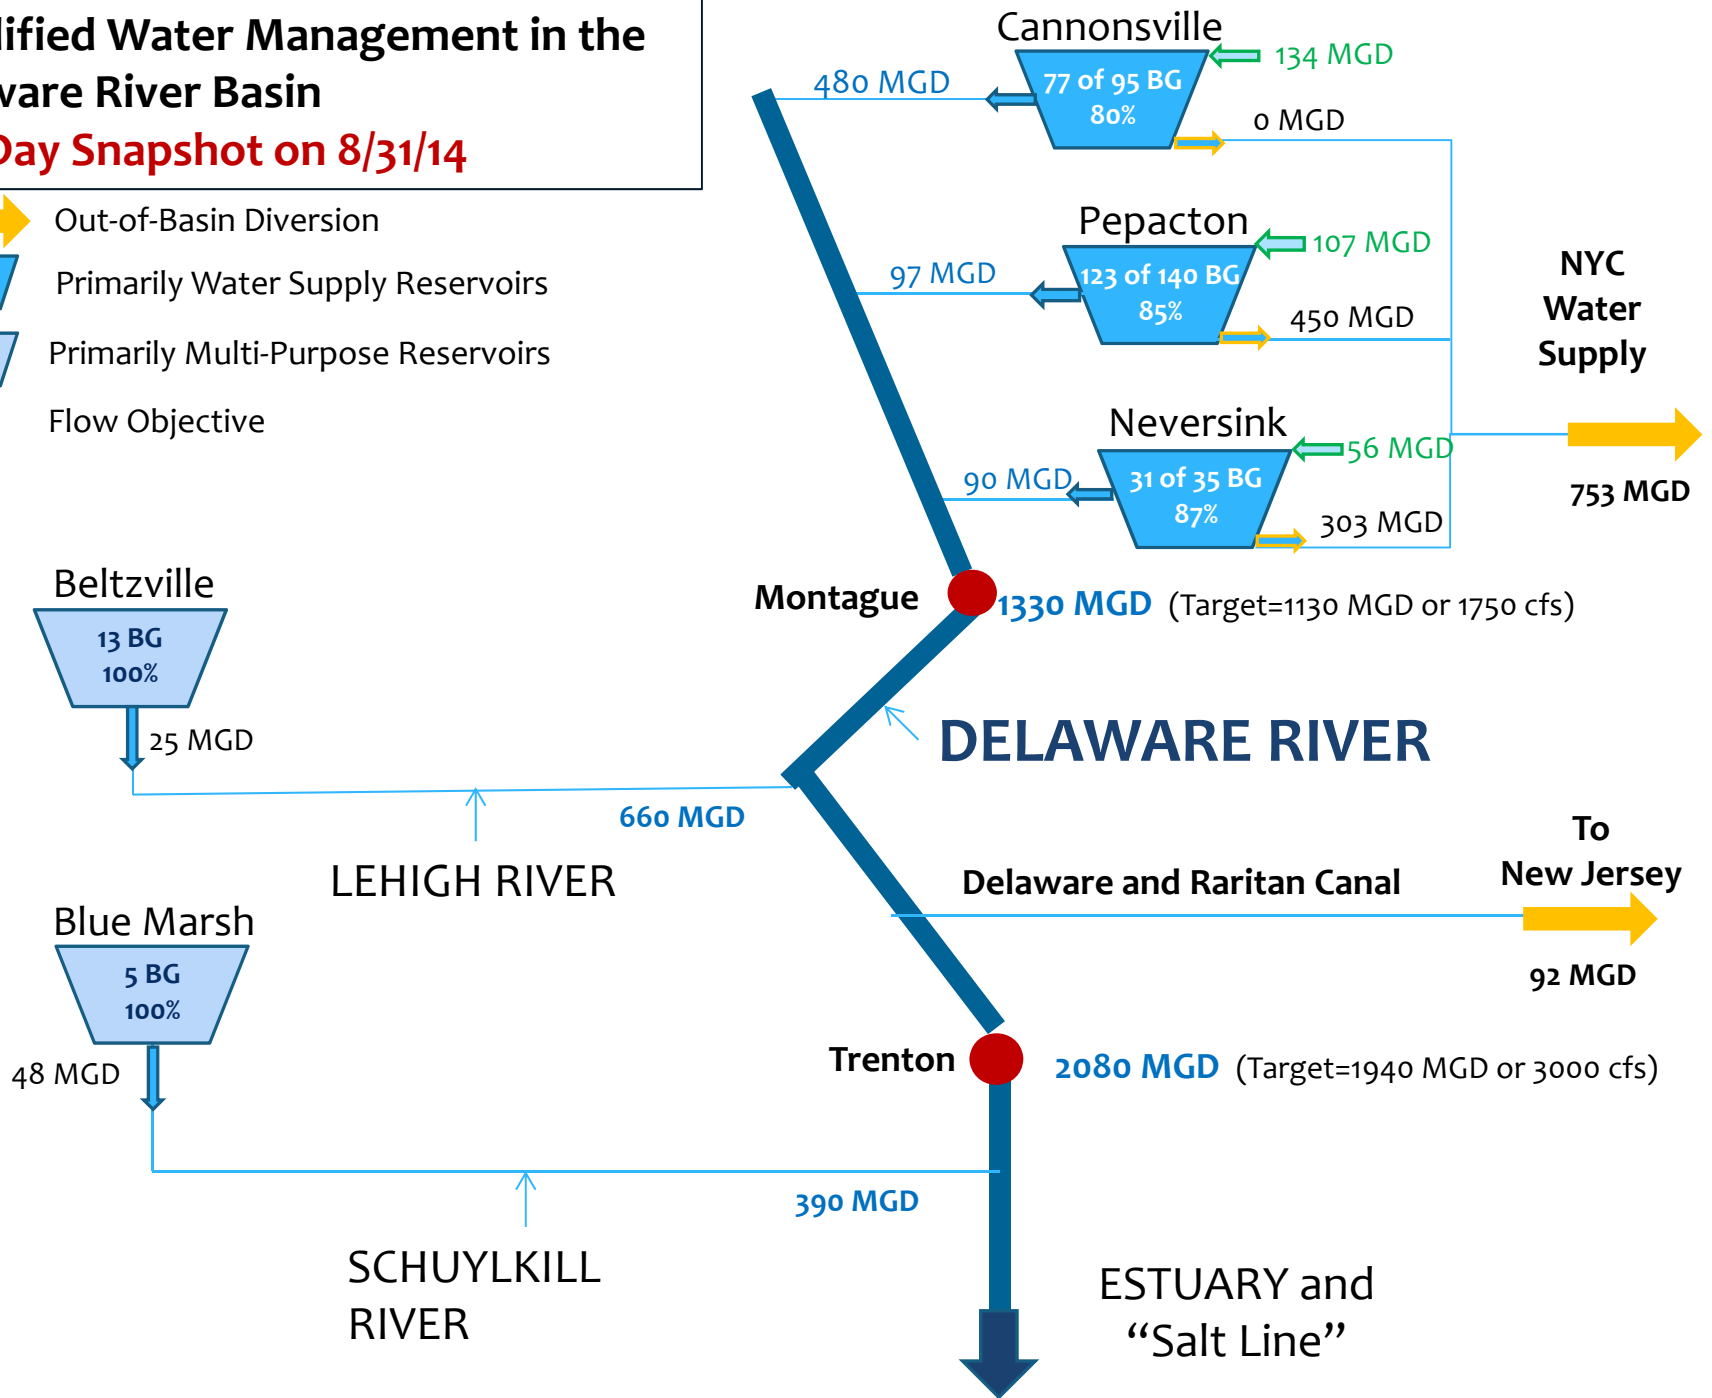 lified Water Management in the
ware River Basin
Day Snapshot on 8/31/14
Out-of-Basin Diversion
Primarily Water Supply Reservoirs
Primarily Multi-Purpose Reservoirs
Flow Objective
Cannonsville
134 MGD
480 MGD
77 of 95 BG
80%
0 MGD
Pepacton
107 MGD
97 MGD
123 of 140 BG
85%
450 MGD
NYC
Water
Supply
Neversink
56 MGD
90 MGD
31 of 35 BG
87%
303 MGD
753 MGD
Montague
1330 MGD (Target=1130 MGD or 1750 cfs)
Beltzville
13 BG
100%
25 MGD
DELAWARE RIVER
660 MGD
LEHIGH RIVER
Delaware and Raritan Canal
To
New Jersey
92 MGD
Blue Marsh
5 BG
100%
48 MGD
Trenton
2080 MGD (Target=1940 MGD or 3000 cfs)
390 MGD
SCHUYLKILL
RIVER
ESTUARY and
“Salt Line”